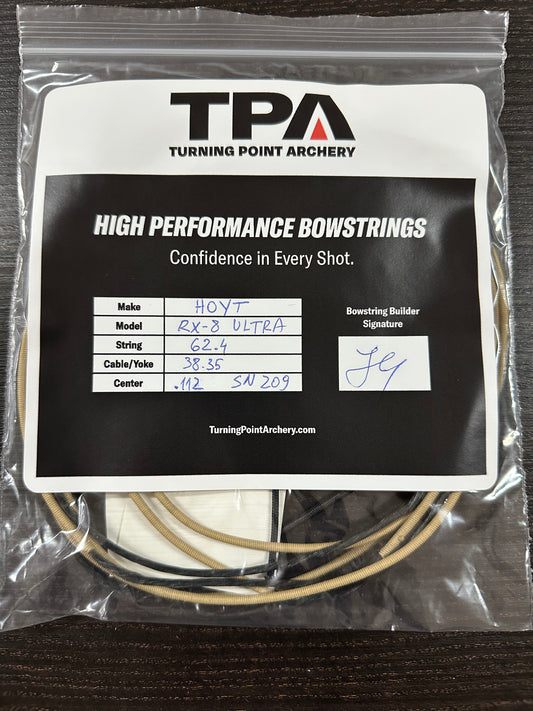 TPA
TURNING POINT ARCHERY
HIGH PERFORMANCE BOWSTRINGS
Confidence in Every Shot.
Make HOYT
Model RX-8 ULTRA
String 62.4
Cable/Yoke 38.35
Center .112 SN 209
Bowstring Builder
Signature
TurningPointArchery.com